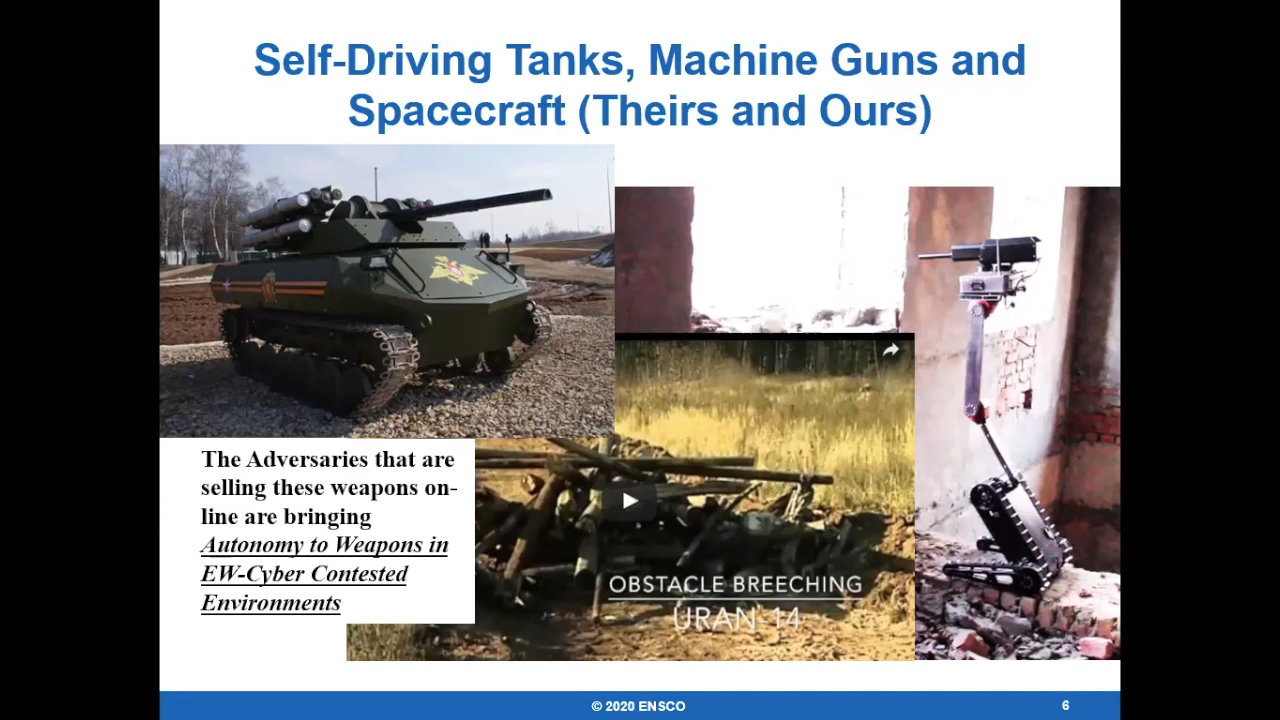 Self-Driving Tanks, Machine Guns and
Spacecraft (Theirs and Ours)
The Adversaries that are
selling these weapons on-
line are bringing
Autonomy to Weapons in
EW-Cyber Contested
Environments
OBSTACLE BREECHING
URAN-14
© 2020 ENSCO
6